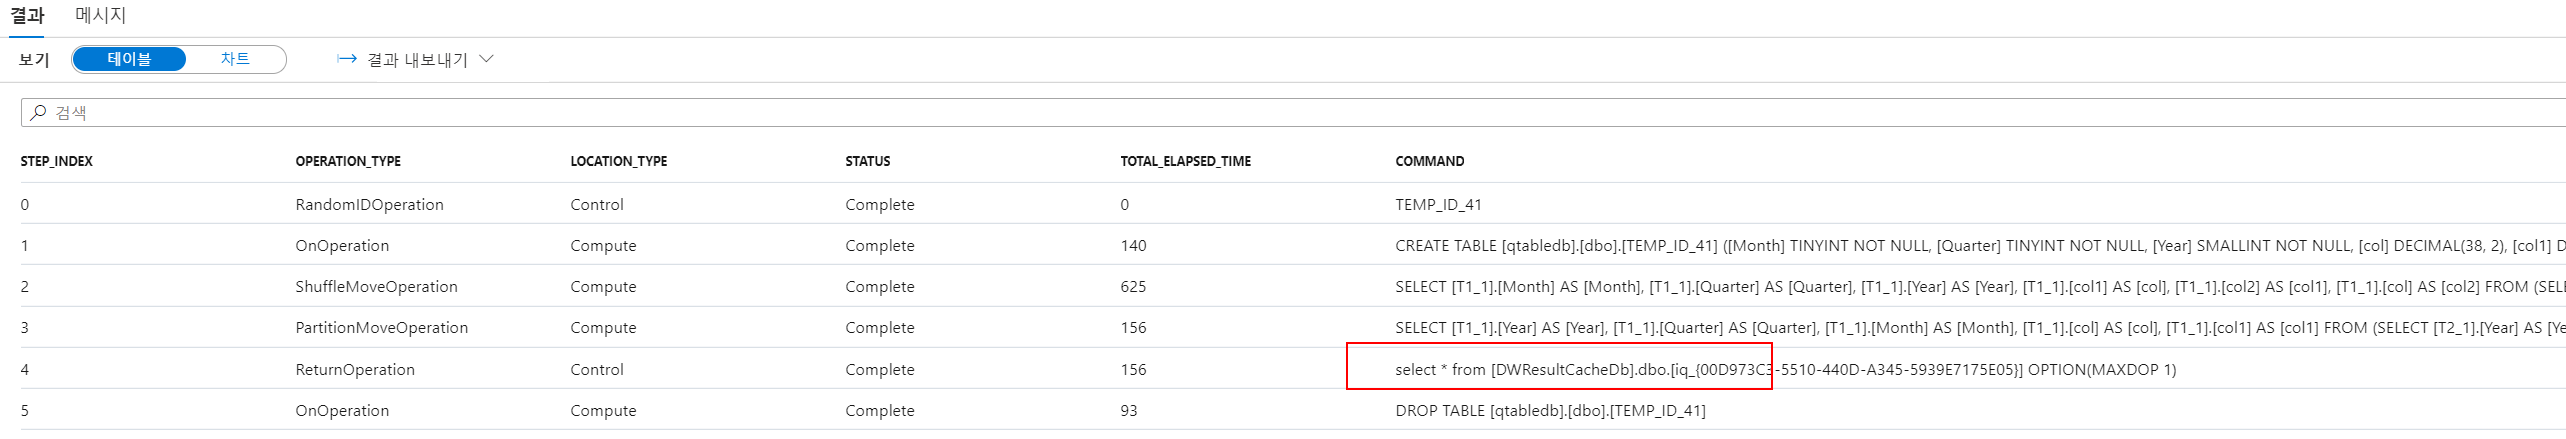 결과 메시지
보기 테이블 차트 결과 내보내기
검색
STEP_INDEX OPERATION_TYPE LOCATION_TYPE STATUS TOTAL_ELAPSED_TIME COMMAND
0 RandomIDOperation Control Complete 0 TEMP_ID_41
1 OnOperation Compute Complete 140 CREATE TABLE [qtabledb].[dbo].[TEMP_ID_41] ([Month] TINYINT NOT NULL, [Quarter] TINYINT NOT NULL, [Year] SMALLINT NOT NULL, [col] DECIMAL(38, 2), [col1] D
2 ShuffleMoveOperation Compute Complete 625 SELECT [T1_1].[Month] AS [Month], [T1_1].[Quarter] AS [Quarter], [T1_1].[Year] AS [Year], [T1_1].[col1] AS [col], [T1_1].[col2] AS [col1], [T1_1].[col] AS [col2] FROM (SEL
3 PartitionMoveOperation Compute Complete 156 SELECT [T1_1].[Year] AS [Year], [T1_1].[Quarter] AS [Quarter], [T1_1].[Month] AS [Month], [T1_1].[col] AS [col], [T1_1].[col1] AS [col1] FROM (SELECT [T2_1].[Year] AS [Ye
4 ReturnOperation Control Complete 156 select * from [DWResultCacheDb].dbo.[iq_{00D973C3-5510-440D-A345-5939E7175E05}] OPTION(MAXDOP 1)
5 OnOperation Compute Complete 93 DROP TABLE [qtabledb].[dbo].[TEMP_ID_41]